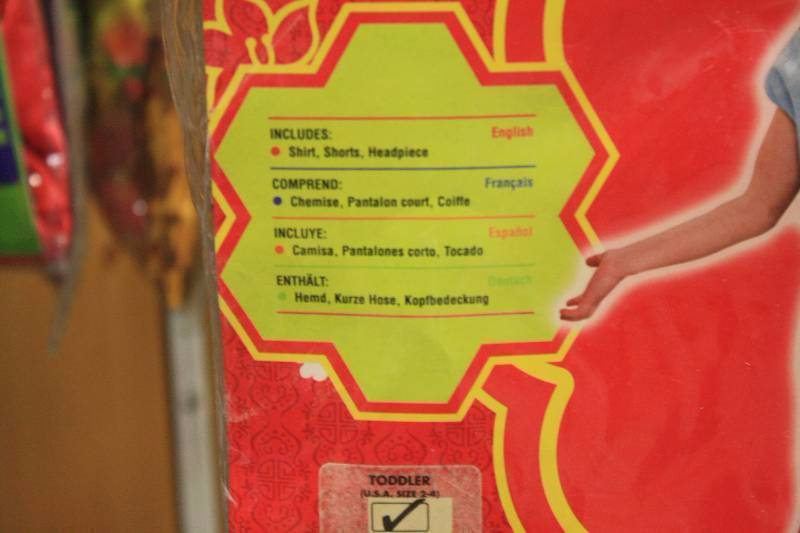 INCLUDES: English
Shirt, Shorts, Headpiece
COMPREND: Français
Chemise, Pantalon court, Coiffe
INCLUYE: Español
Camisa, Pantalones corto, Tocado
ENTHÄLT: Deutsch
Hemd, Kurze Hose, Kopfbedeckung
TODDLER
(U.S.A. SIZE 2-4)